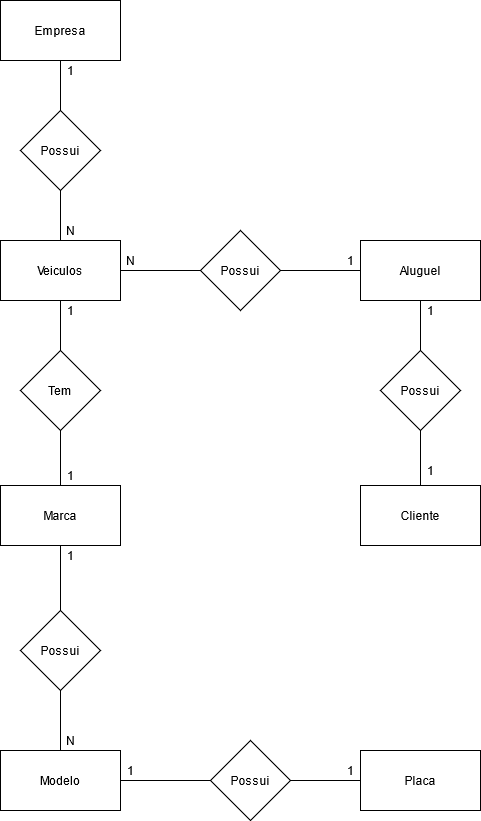 Empresa
1
Possui
N
Veiculos
N
Possui
1
Aluguel
1
1
Tem
Possui
1
1
Marca
Cliente
1
Possui
N
Modelo
1
Possui
1
Placa